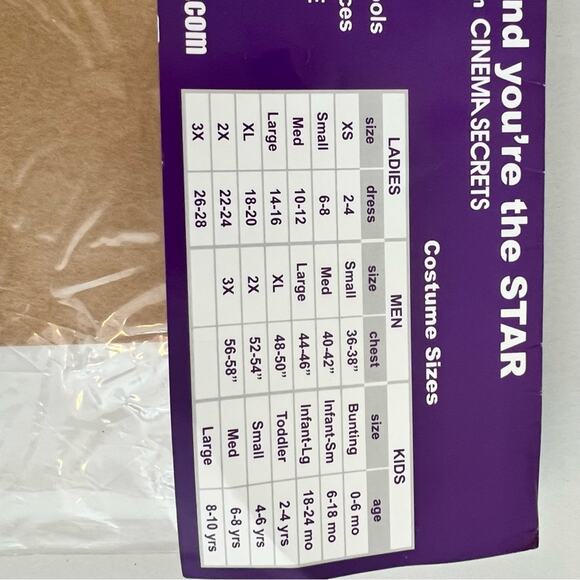 nd you're the STAR
CINEMA SECRETS
.com
Costume Sizes
LADIES MEN KIDS
size dress size chest size age
XS 2-4 Small 36-38" Bunting 0-6 mo
Small 6-8 Med 40-42" Infant-Sm 6-18 mo
Med 10-12 Large 44-46" Infant-Lg 18-24 mo
Large 14-16 XL 48-50" Toddler 2-4 yrs
XL 18-20 2X 52-54" Small 4-6 yrs
2X 22-24 3X 56-58" Med 6-8 yrs
3X 26-28 Large 8-10 yrs